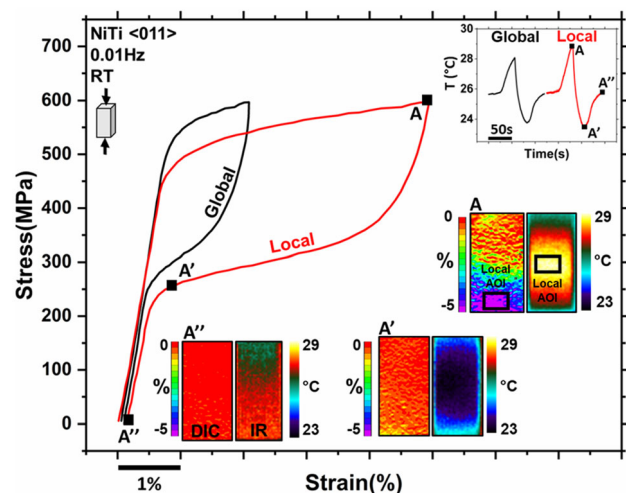 NiTi <011>
0.01Hz
RT
700
600
500
400
300
200
100
0
Stress(MPa)
Strain(%)
1%
Global
Local
A
A'
A''
Global Local
30
28
26
24
T (°C)
A
A''
A'
50s
Time(s)
A
0
%
-5
Local
AOI
Local
AOI
29
°C
23
A''
0
%
-5
DIC
IR
29
°C
23
A'
0
%
-5
29
°C
23